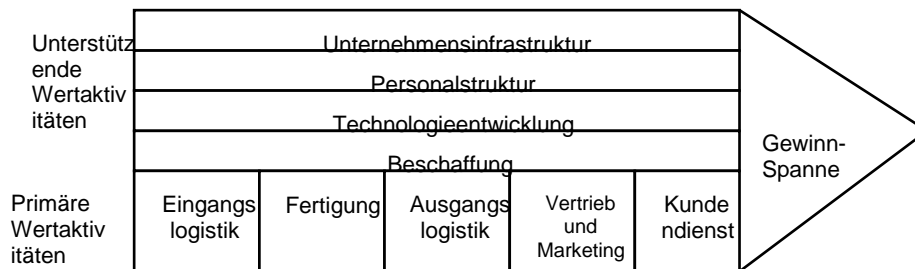 Unterstütz
ende
Wertaktiv
itäten
Unternehmensinfrastruktur
Personalstruktur
Technologieentwicklung
Beschaffung
Gewinn-
Spanne
Primäre
Wertaktiv
itäten
Eingangs
logistik
Fertigung
Ausgangs
logistik
Vertrieb
und
Marketing
Kunde
ndienst